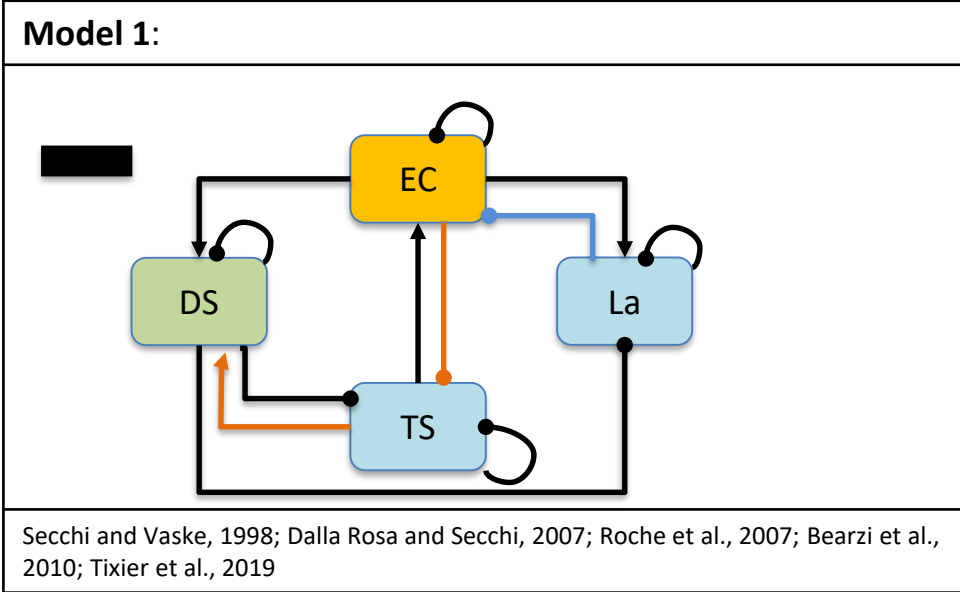 Model 1:
EC
DS
La
TS
Secchi and Vaske, 1998; Dalla Rosa and Secchi, 2007; Roche et al., 2007; Bearzi et al.,
2010; Tixier et al., 2019